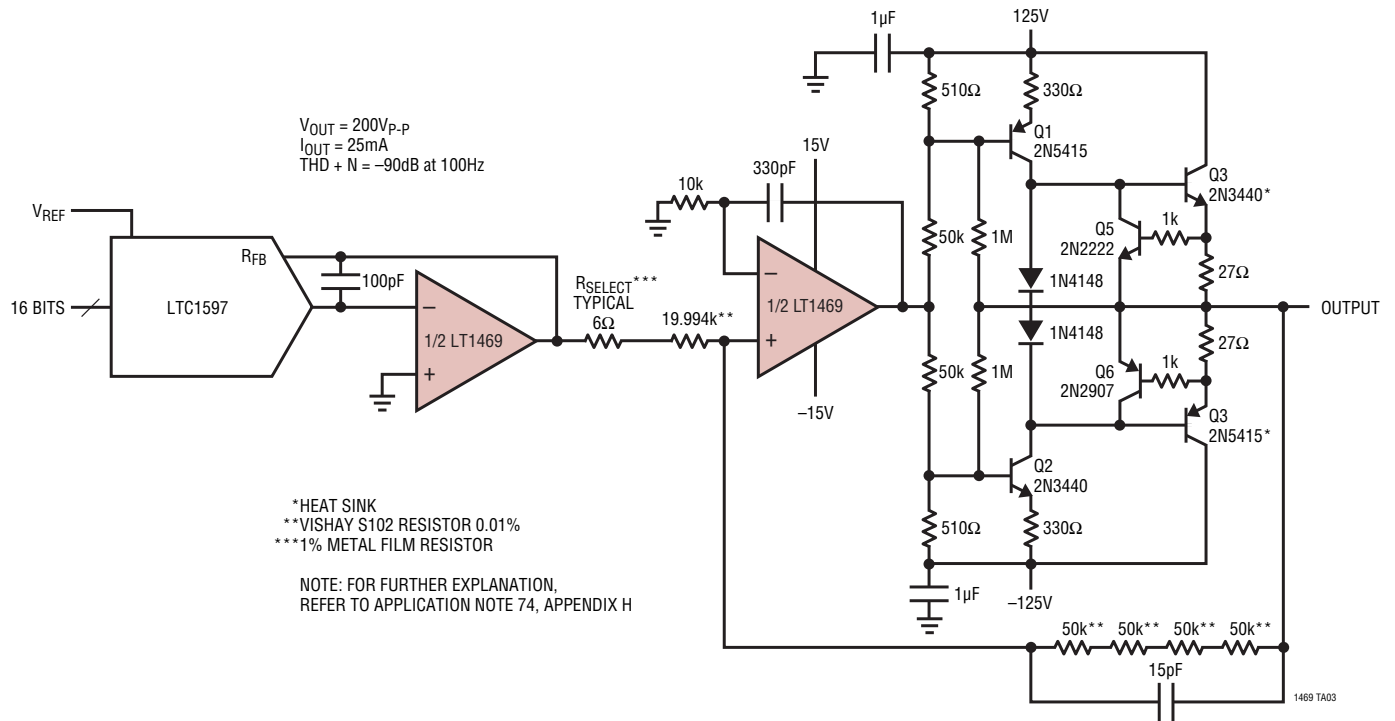 VOUT = 200VP-P
IOUT = 25mA
THD + N = –90dB at 100Hz
VREF
16 BITS
LTC1597
RFB
100pF
–
1/2 LT1469
+
RSELECT***
TYPICAL
6Ω
19.994k**
10k
330pF
15V
–
1/2 LT1469
+
–15V
1µF
125V
510Ω
330Ω
Q1
2N5415
Q3
2N3440*
Q5
2N2222
1k
50k
1M
27Ω
1N4148
OUTPUT
1N4148
27Ω
50k
1M
Q6
2N2907
1k
Q3
2N5415*
Q2
2N3440
510Ω
330Ω
1µF
–125V
50k**
50k**
50k**
50k**
15pF
*HEAT SINK
**VISHAY S102 RESISTOR 0.01%
***1% METAL FILM RESISTOR
NOTE: FOR FURTHER EXPLANATION,
REFER TO APPLICATION NOTE 74, APPENDIX H
1469 TA03